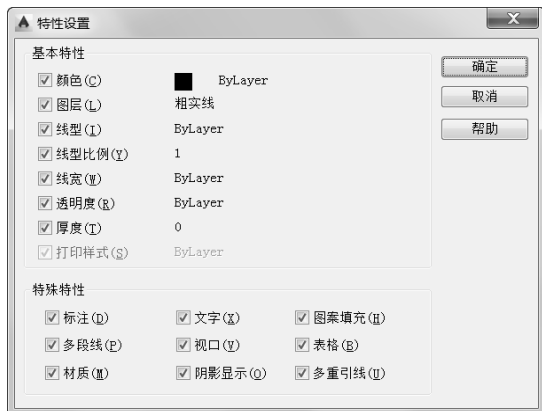 特性设置
基本特性
颜色(C) ByLayer
图层(L) 粗实线
线型(I) ByLayer
线型比例(Y) 1
线宽(W) ByLayer
透明度(R) ByLayer
厚度(T) 0
打印样式(S) ByLayer
确定
取消
帮助
特殊特性
标注(D) 文字(X) 图案填充(H)
多段线(P) 视口(V) 表格(B)
材质(M) 阴影显示(O) 多重引线(U)